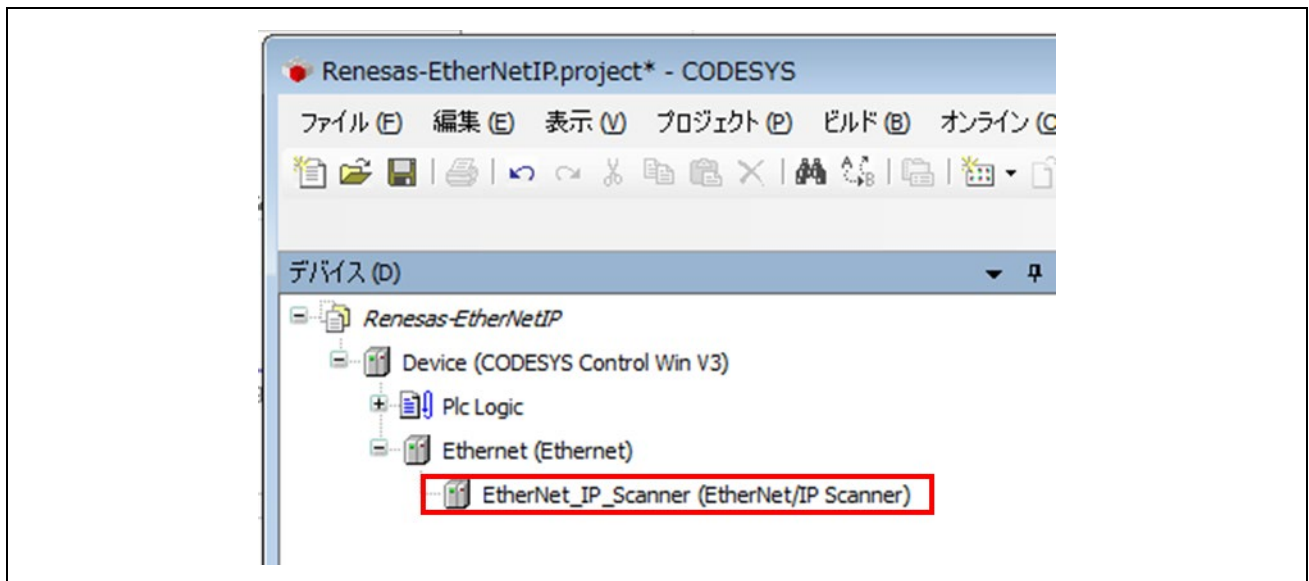 Renesas-EtherNetIP.project* - CODESYS
ファイル (F) 編集 (E) 表示 (V) プロジェクト (P) ビルド (B) オンライン (O
デバイス (D)
Renesas-EtherNetIP
Device (CODESYS Control Win V3)
Plc Logic
Ethernet (Ethernet)
EtherNet_IP_Scanner (EtherNet/IP Scanner)